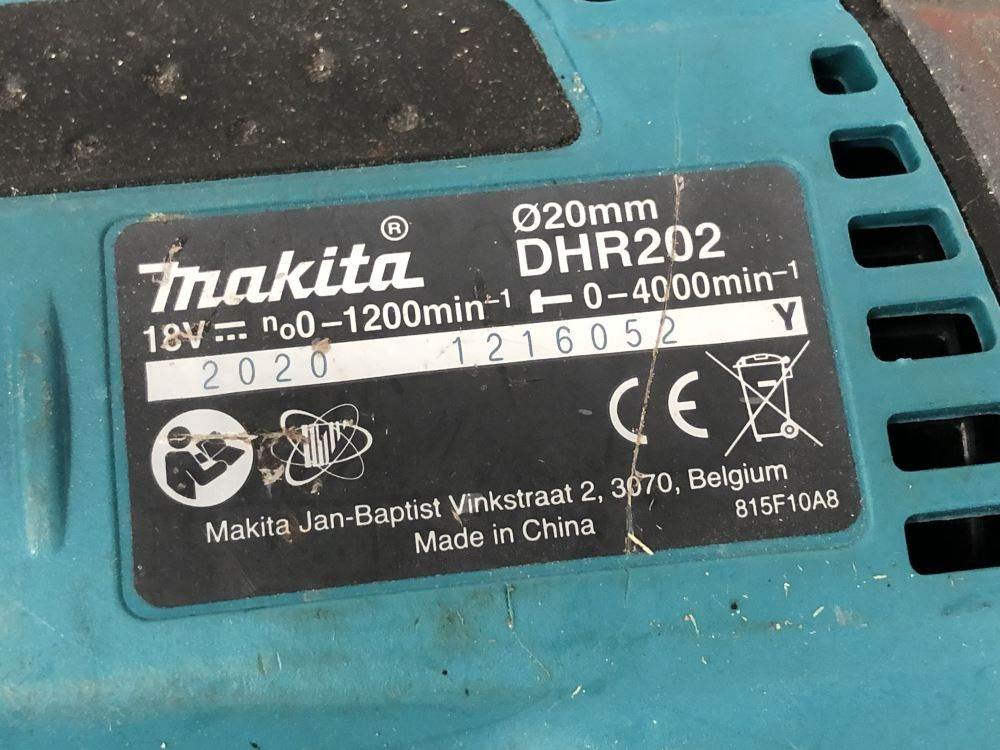 makita®
Ø20mm
DHR202
18V ⎓ n₀0–1200min⁻¹ 0–4000min⁻¹
2020 1216052 Y
CE
Makita Jan-Baptist Vinkstraat 2, 3070, Belgium
Made in China
815F10A8